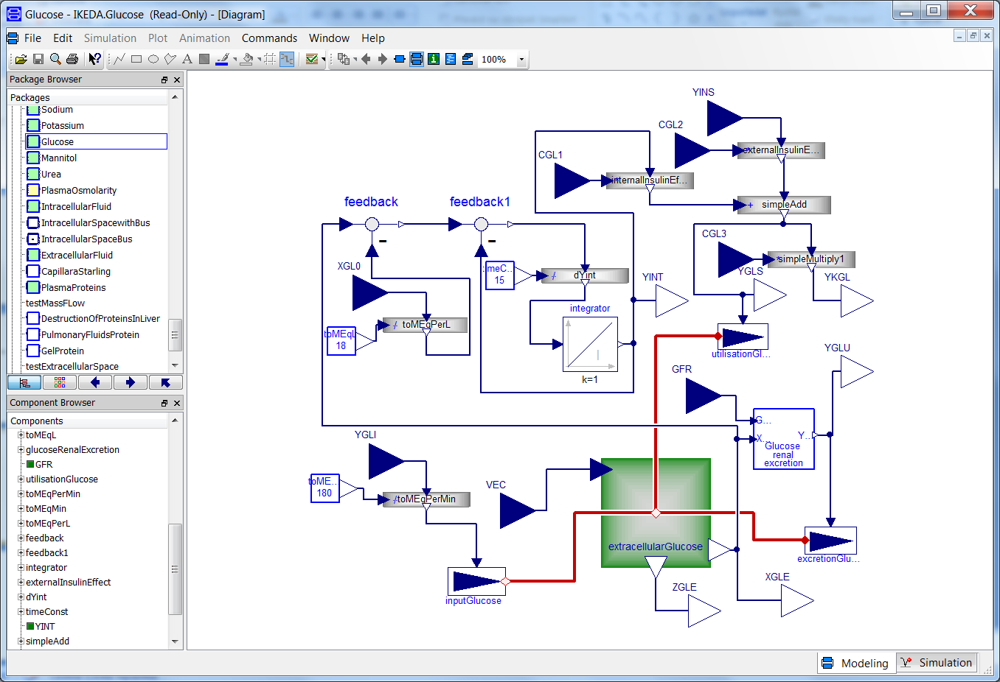 Glucose - IKEDA.Glucose  (Read-Only) - [Diagram]
File Edit Simulation Plot Animation Commands Window Help
100%
Package Browser
Packages
Sodium
Potassium
Glucose
Mannitol
Urea
PlasmaOsmolarity
IntracellularFluid
IntracellularSpacewithBus
IntracellularSpaceBus
ExtracellularFluid
CapillaraStarling
PlasmaProteins
testMassFLow
DestructionOfProteinsInLiver
PulmonaryFluidsProtein
GelProtein
testExtracellularSpace
Component Browser
Components
toMEqL
glucoseRenalExcretion
GFR
utilisationGlucose
toMEqPerMin
toMEqMin
toMEqPerL
feedback
feedback1
integrator
externalInsulinEffect
dYint
timeConst
YINT
simpleAdd
YINS
CGL2
externalInsulinE...
CGL1
internalInsulinEf...
feedback
feedback1
+ simpleAdd
CGL3
simpleMultiply1
XGL0
:meC...
15
dYint
YINT
YGLS
YKGL
integrator
toMEqPerL
toMEqL
18
k=1
utilisationGl...
YGLU
GFR
G...
X...
Y...
Glucose
renal
excretion
YGLI
toME...
180
toMEqPerMin
VEC
extracellularGlucose
excretionGlu...
inputGlucose
ZGLE
XGLE
Modeling
Simulation